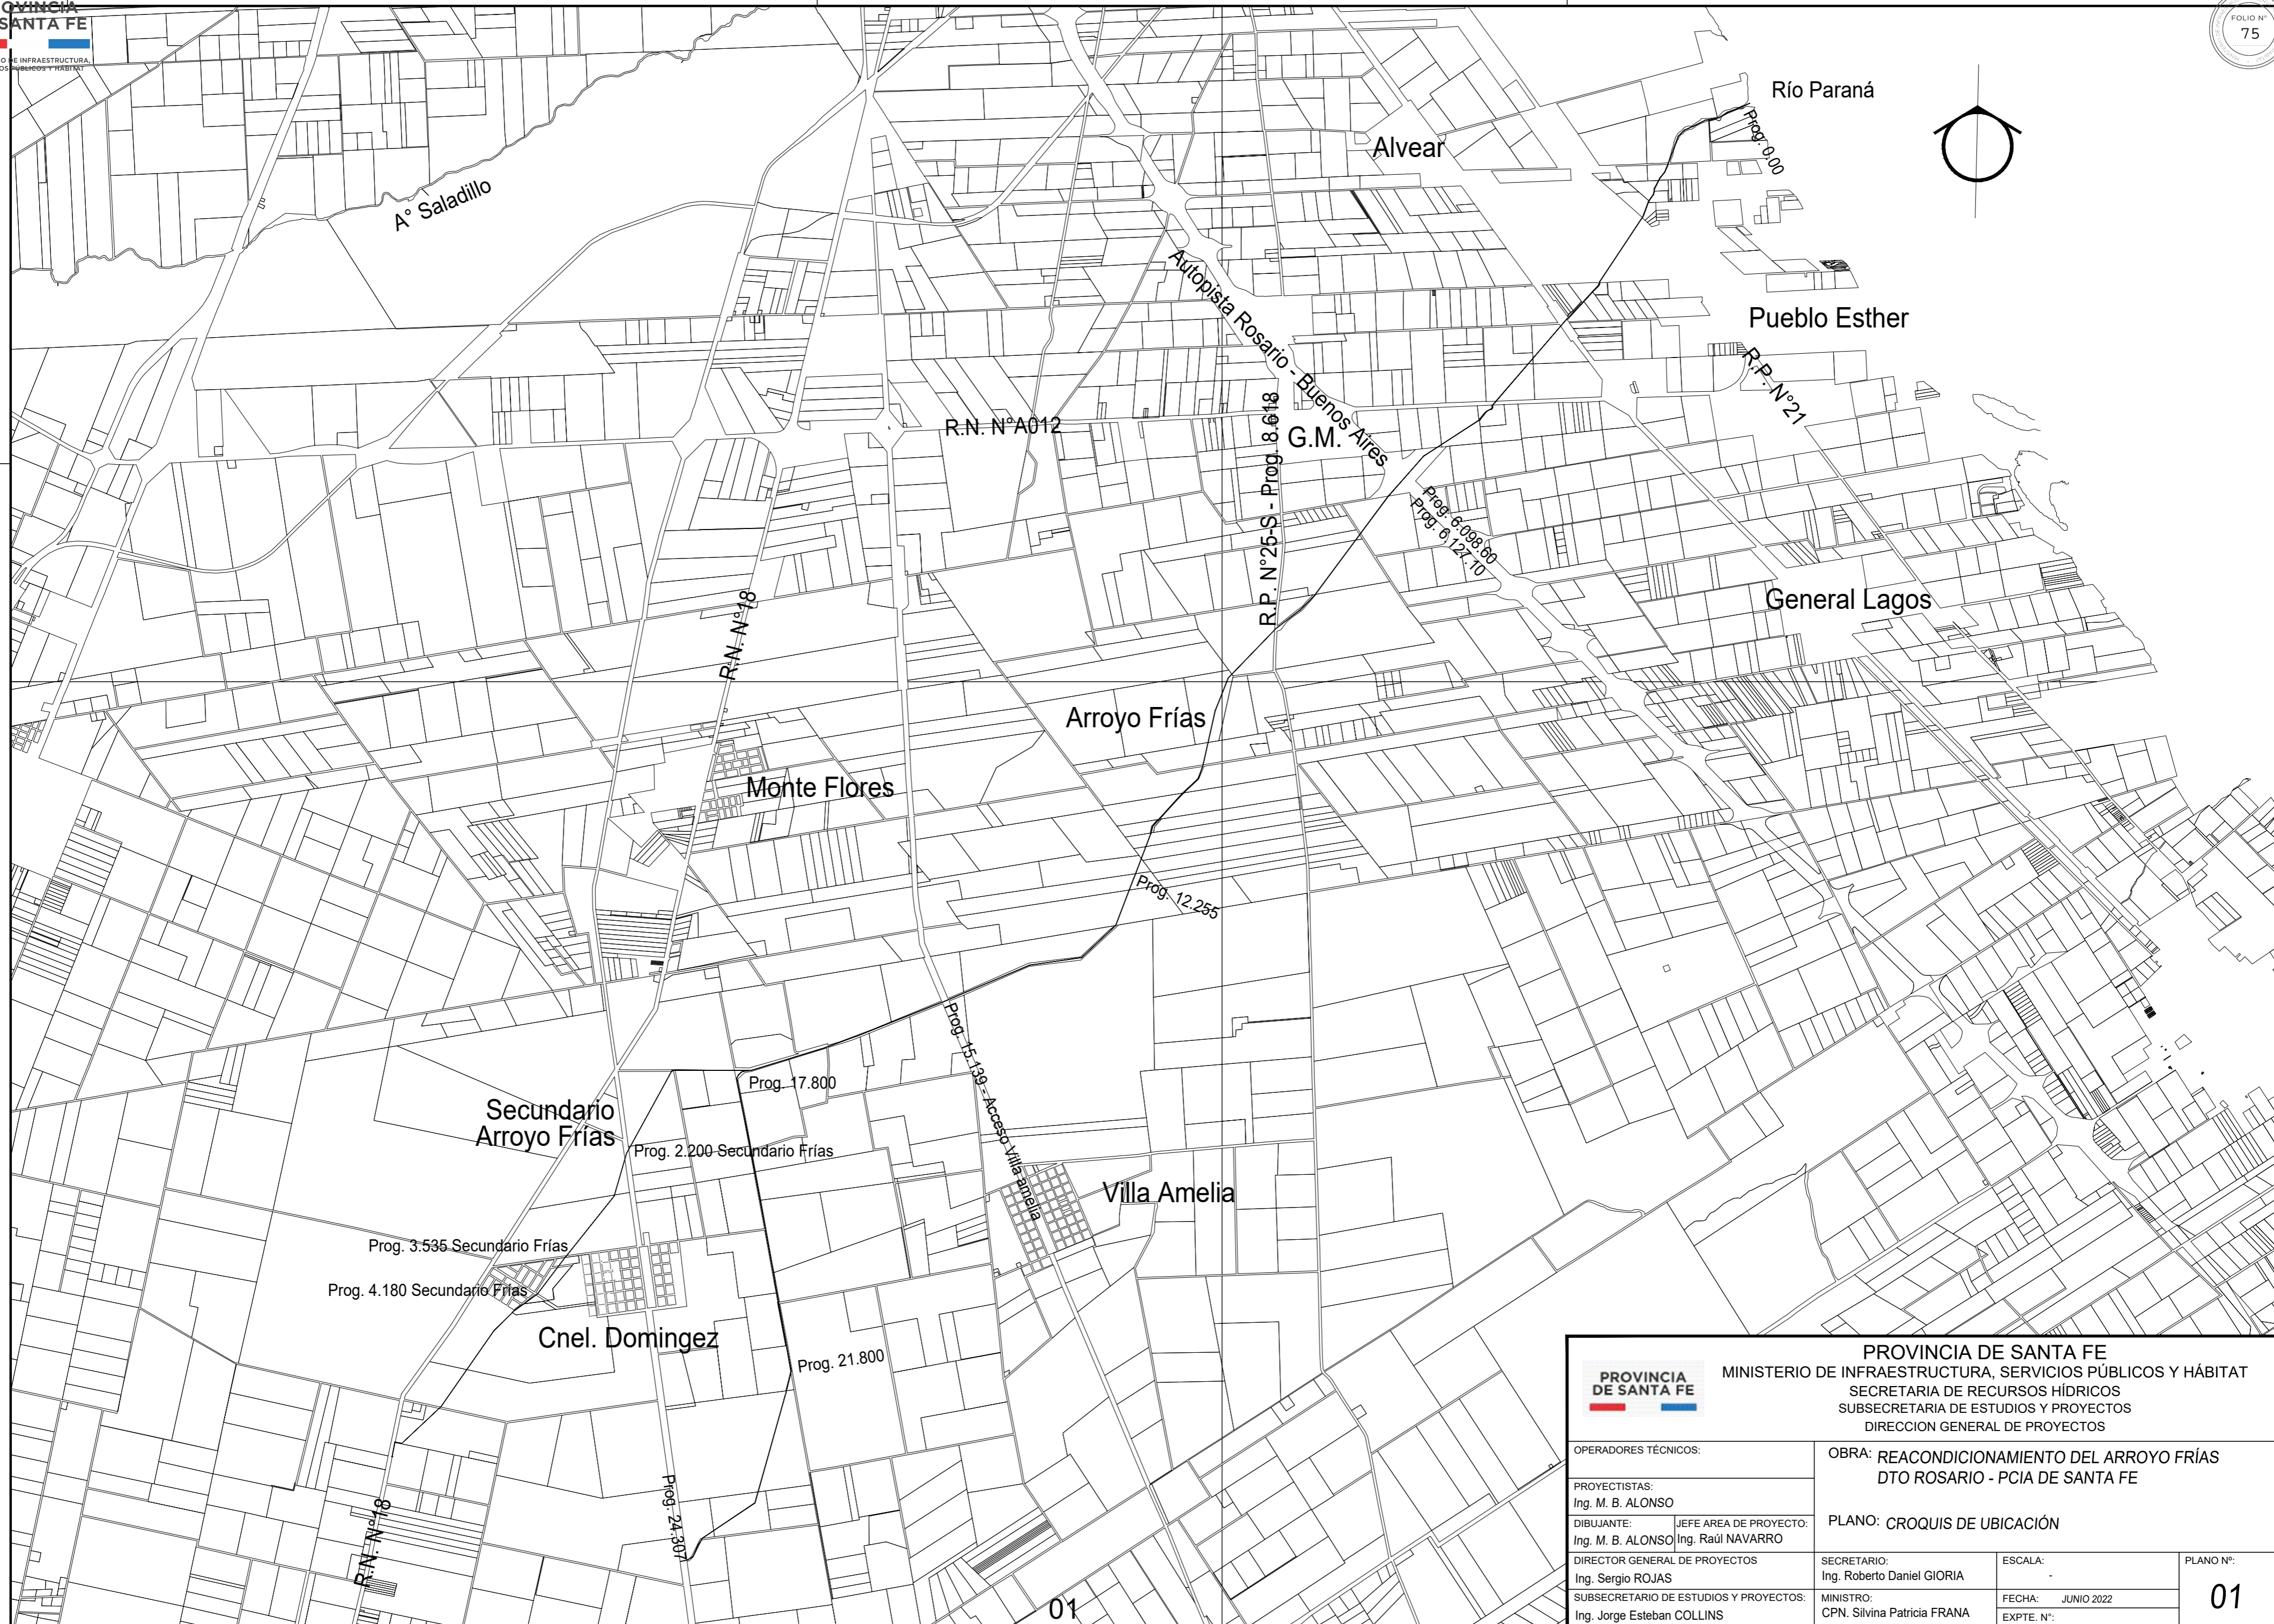 OVINCIA
SANTA FE
O DE INFRAESTRUCTURA,
OS PÚBLICOS Y HÁBITAT
FOLIO N°
75
Río Paraná
Prog. 0.00
Alvear
A° Saladillo
Autopista Rosario - Buenos Aires
Pueblo Esther
R.P. N°21
R.N. N°A012
G.M.
R.P. N°25-S - Prog. 8.618
Prog. 6.098.60
Prog. 6.127.10
General Lagos
R.N. N°18
Arroyo Frías
Monte Flores
Prog. 12.255
Prog. 15.139 - Acceso Villa amelia
Prog. 17.800
Secundario
Arroyo Frías
Prog. 2.200 Secundario Frías
Villa Amelia
Prog. 3.535 Secundario Frías
Prog. 4.180 Secundario Frías
Cnel. Domingez
Prog. 21.800
Prog. 24.307
R.N. N°18
01
PROVINCIA
DE SANTA FE
PROVINCIA DE SANTA FE
MINISTERIO DE INFRAESTRUCTURA, SERVICIOS PÚBLICOS Y HÁBITAT
SECRETARIA DE RECURSOS HÍDRICOS
SUBSECRETARIA DE ESTUDIOS Y PROYECTOS
DIRECCION GENERAL DE PROYECTOS
OPERADORES TÉCNICOS:
OBRA: REACONDICIONAMIENTO DEL ARROYO FRÍAS
DTO ROSARIO - PCIA DE SANTA FE
PROYECTISTAS:
Ing. M. B. ALONSO
DIBUJANTE:
Ing. M. B. ALONSO
JEFE AREA DE PROYECTO:
Ing. Raúl NAVARRO
PLANO: CROQUIS DE UBICACIÓN
DIRECTOR GENERAL DE PROYECTOS
Ing. Sergio ROJAS
SECRETARIO:
Ing. Roberto Daniel GIORIA
ESCALA:
-
PLANO Nº:
01
SUBSECRETARIO DE ESTUDIOS Y PROYECTOS:
Ing. Jorge Esteban COLLINS
MINISTRO:
CPN. Silvina Patricia FRANA
FECHA: JUNIO 2022
EXPTE. N°: